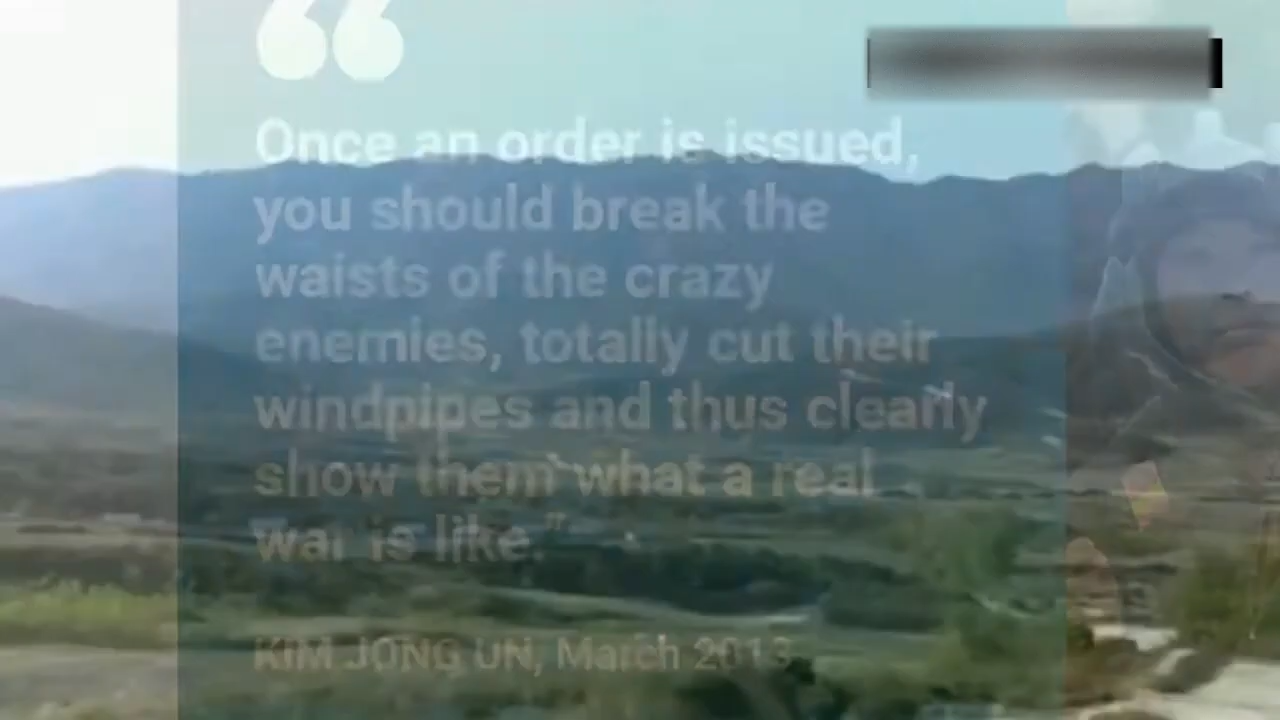 “
Once an order is issued,
you should break the
waists of the crazy
enemies, totally cut their
windpipes and thus clearly
show them what a real
war is like.”
KIM JONG UN, March 2013